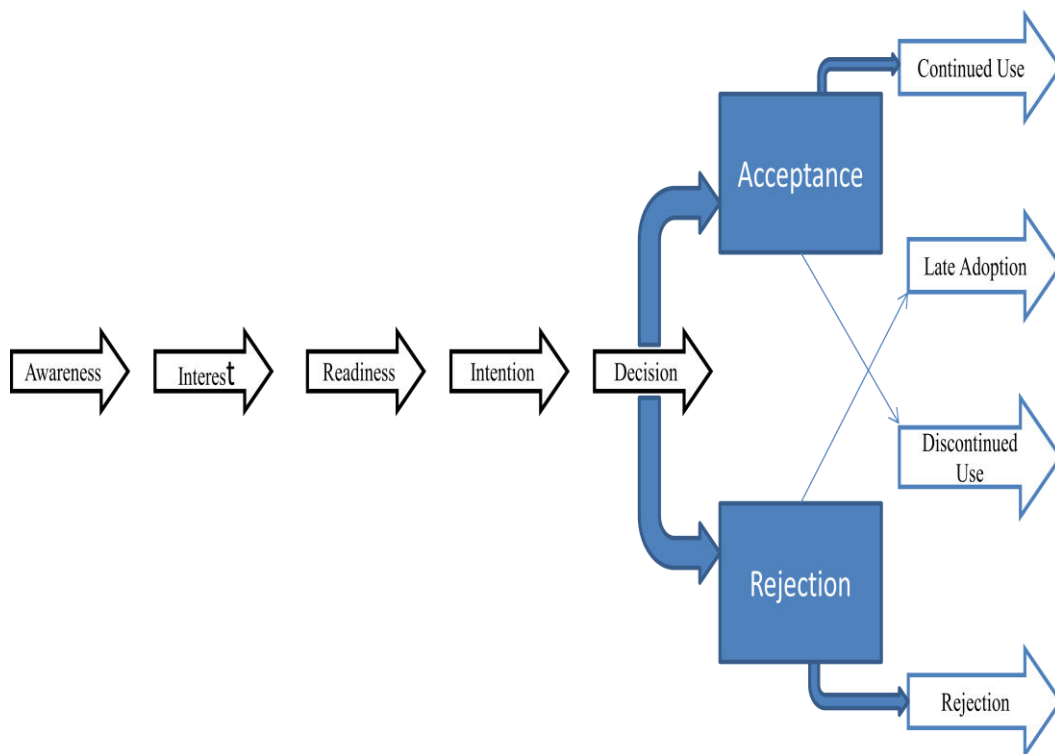 Awareness
Interest
Readiness
Intention
Decision
Acceptance
Rejection
Continued Use
Late Adoption
Discontinued
Use
Rejection